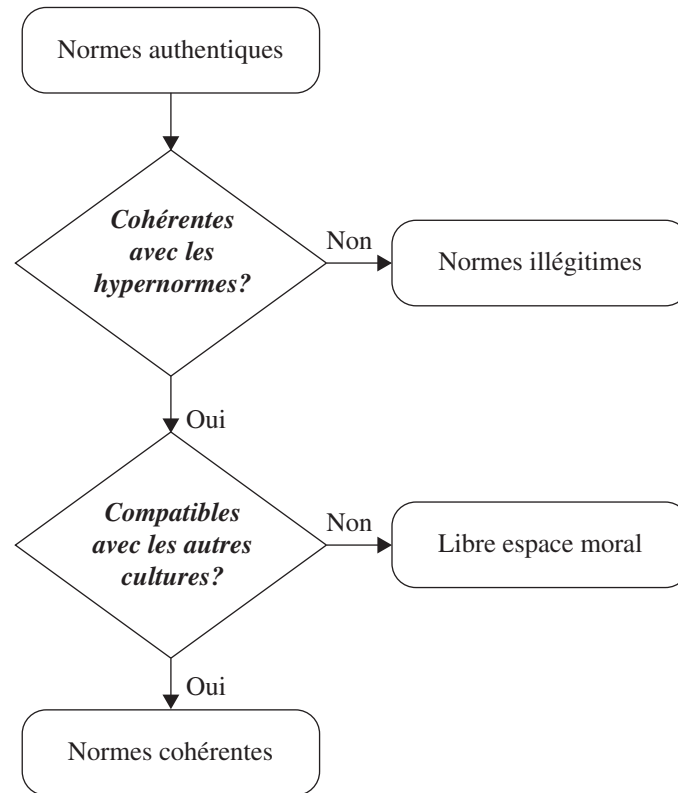 Normes authentiques
Cohérentes
avec les
hypernormes?
Non
Normes illégitimes
Oui
Compatibles
avec les autres
cultures?
Non
Libre espace moral
Oui
Normes cohérentes